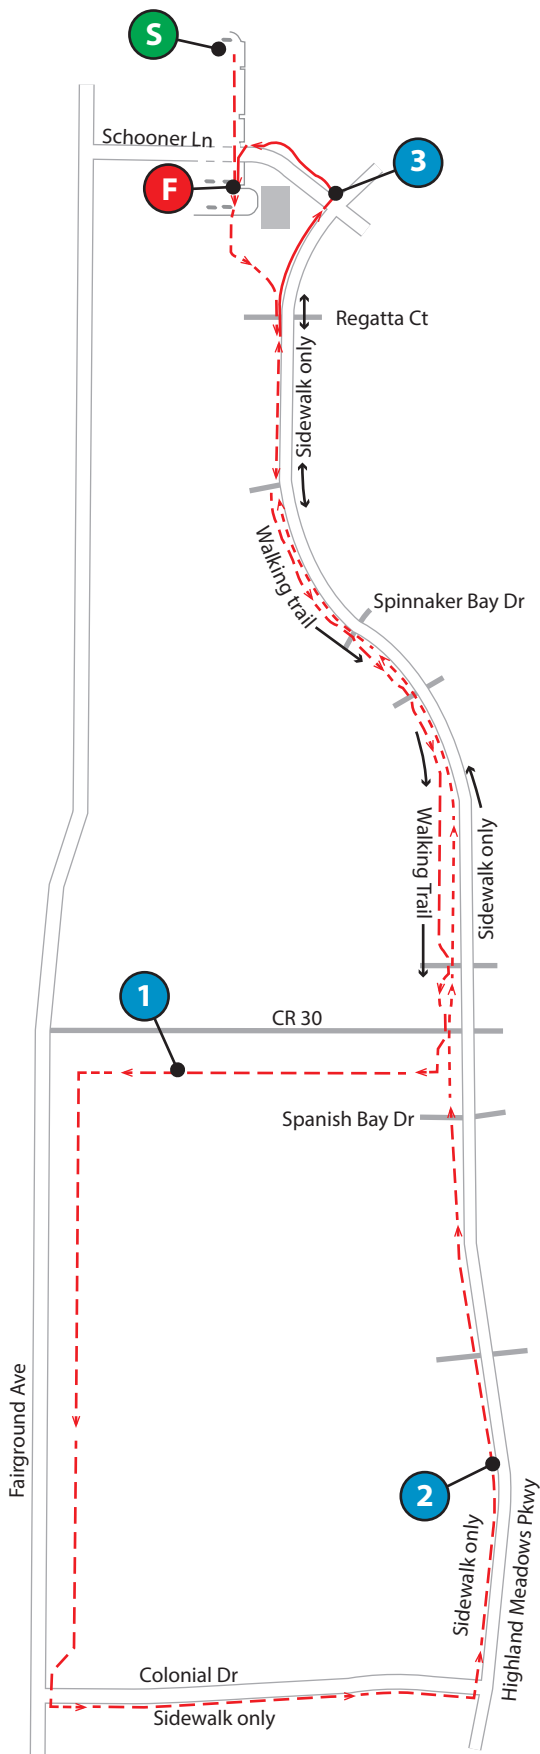 S
Schooner Ln
3
F
Regatta Ct
Sidewalk only
Walking trail
Spinnaker Bay Dr
Walking Trail
Sidewalk only
1
CR 30
Spanish Bay Dr
Fairground Ave
2
Sidewalk only
Highland Meadows Pkwy
Colonial Dr
Sidewalk only